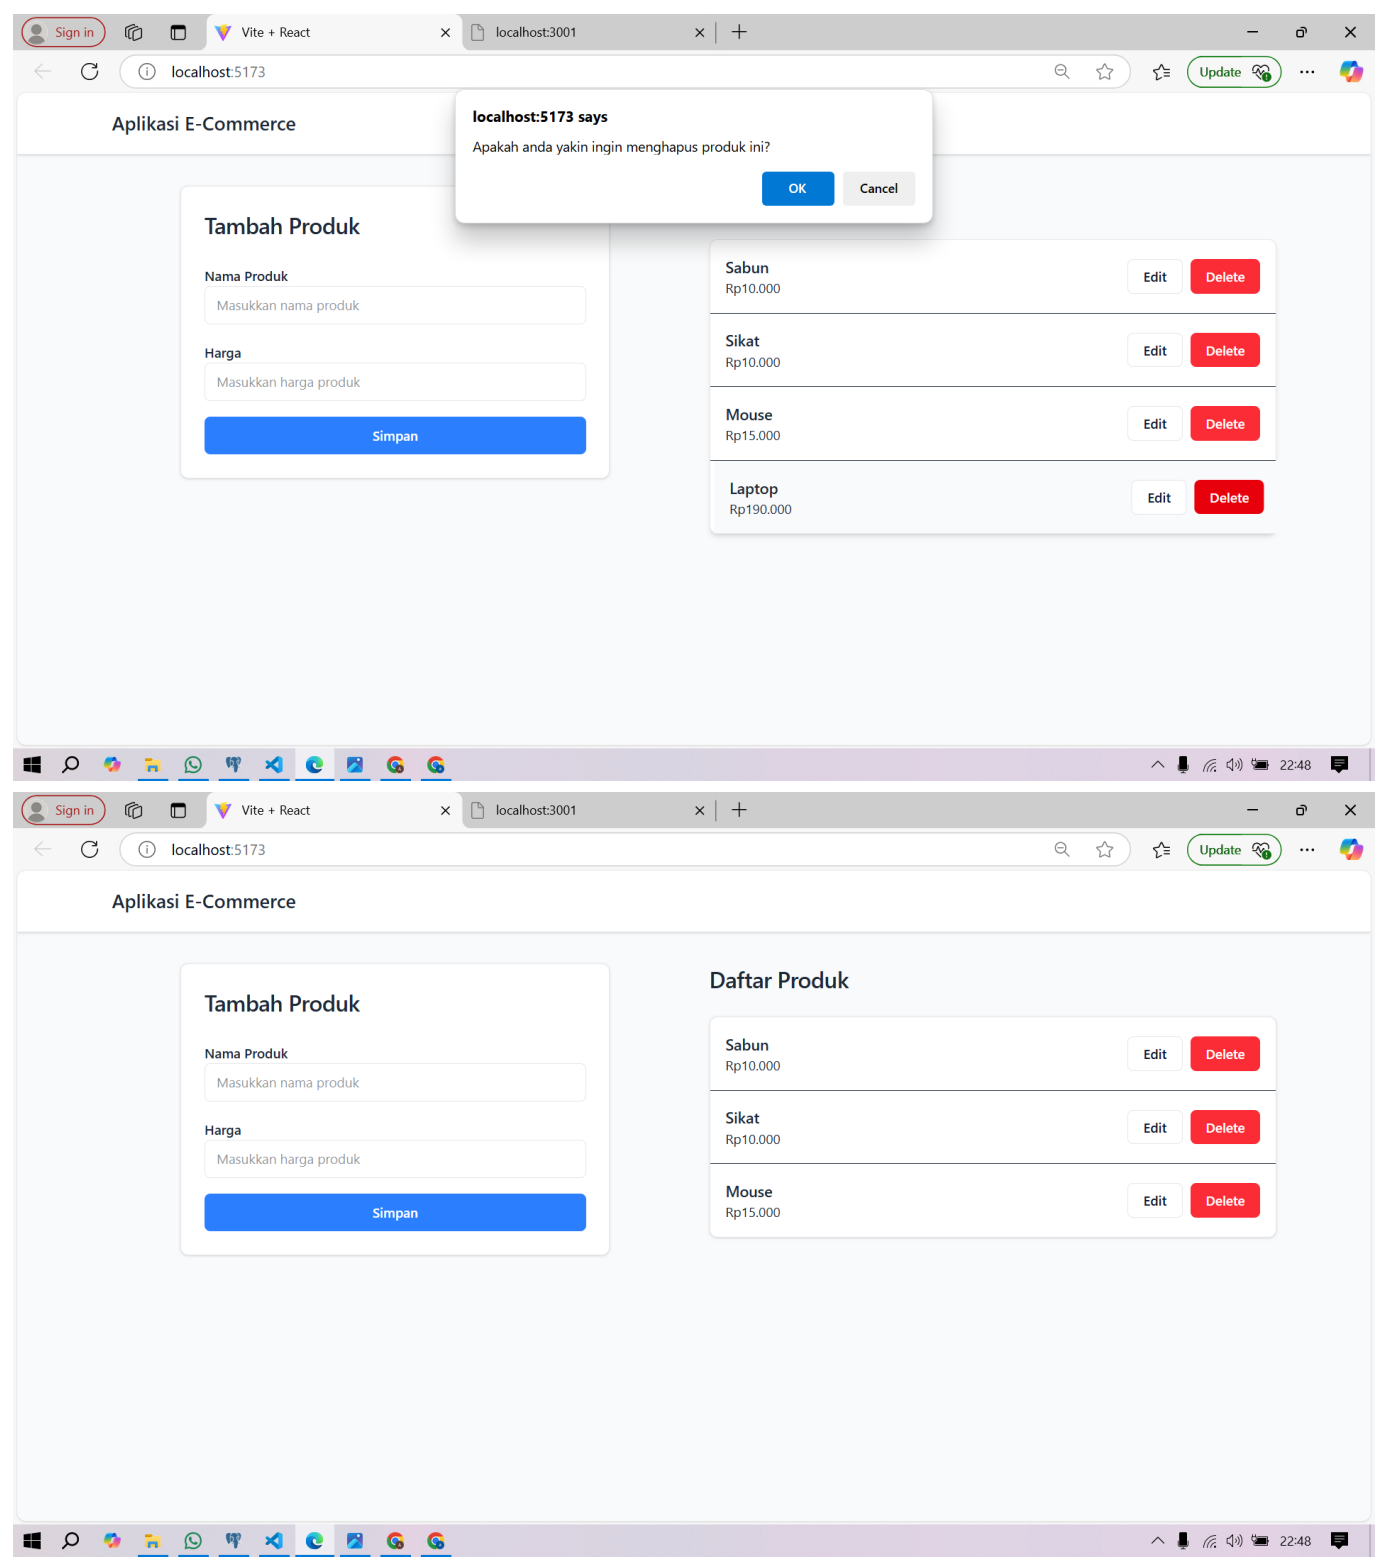 Sign in
Vite + React
localhost:3001
localhost:5173
Update
Aplikasi E-Commerce
localhost:5173 says
Apakah anda yakin ingin menghapus produk ini?
OK
Cancel
Tambah Produk
Nama Produk
Masukkan nama produk
Harga
Masukkan harga produk
Simpan
Sabun
Rp10.000
Edit
Delete
Sikat
Rp10.000
Edit
Delete
Mouse
Rp15.000
Edit
Delete
Laptop
Rp190.000
Edit
Delete
22:48
Sign in
Vite + React
localhost:3001
localhost:5173
Update
Aplikasi E-Commerce
Tambah Produk
Nama Produk
Masukkan nama produk
Harga
Masukkan harga produk
Simpan
Daftar Produk
Sabun
Rp10.000
Edit
Delete
Sikat
Rp10.000
Edit
Delete
Mouse
Rp15.000
Edit
Delete
22:48